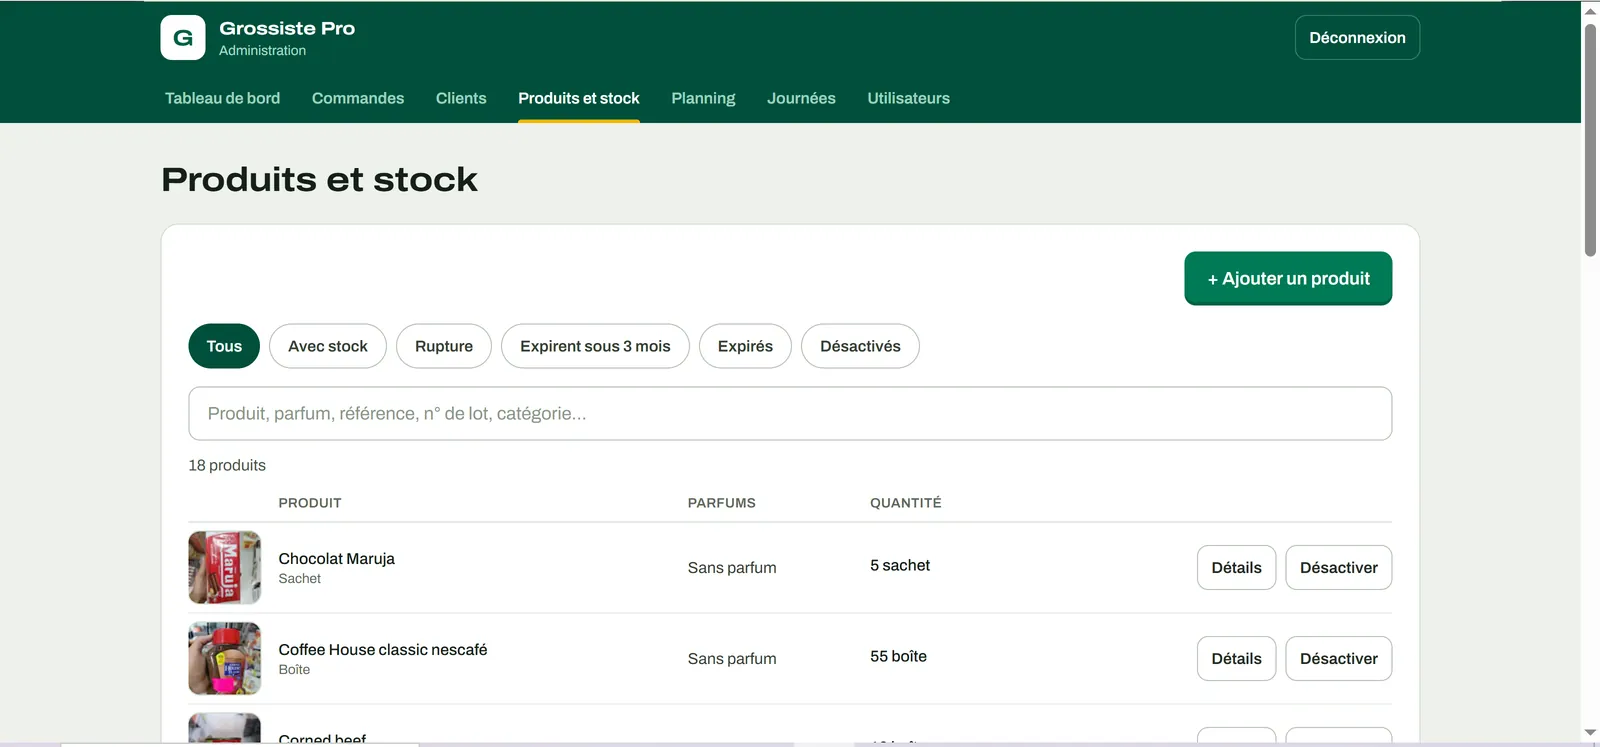 G
Grossiste Pro
Administration
Déconnexion
Tableau de bord Commandes Clients Produits et stock Planning Journées Utilisateurs
Produits et stock
+ Ajouter un produit
Tous Avec stock Rupture Expirent sous 3 mois Expirés Désactivés
Produit, parfum, référence, n° de lot, catégorie...
18 produits
PRODUIT PARFUMS QUANTITÉ
Maruja
Chocolat Maruja
Sachet
Sans parfum
5 sachet
Détails Désactiver
Coffee House classic nescafé
Boîte
Sans parfum
55 boîte
Détails Désactiver
Corned beef